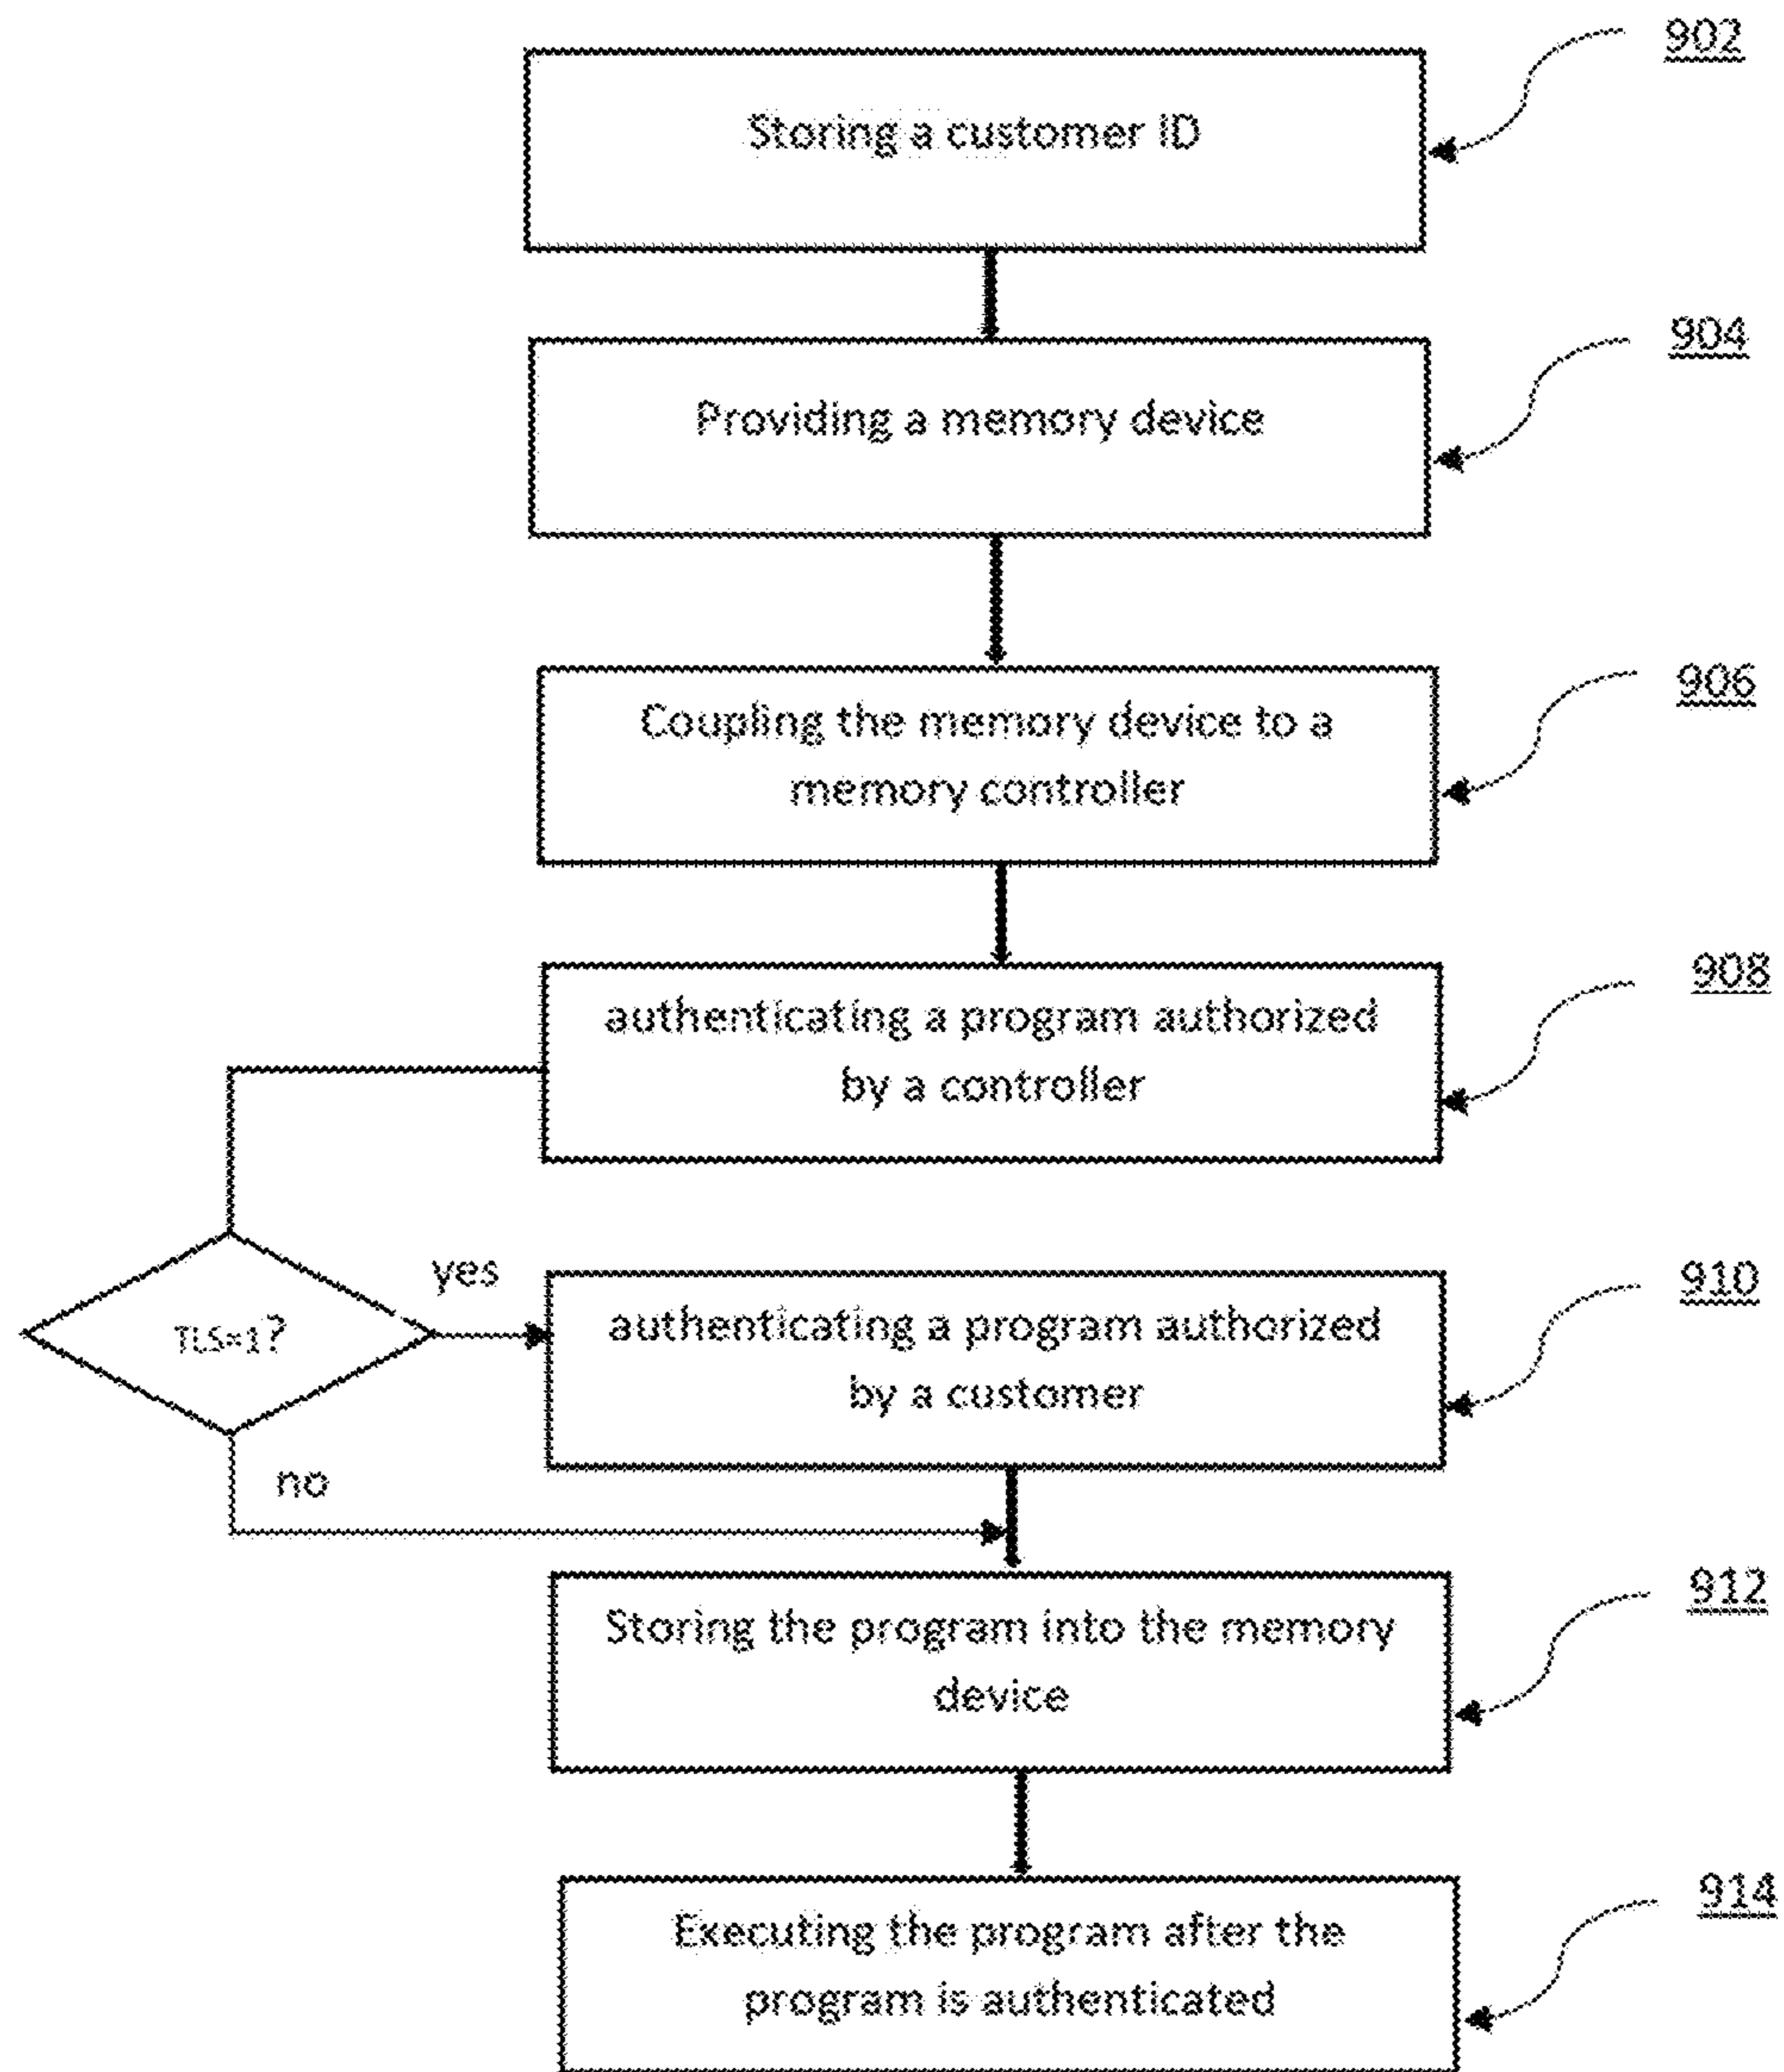 902
Storing a customer ID
904
Providing a memory device
906
Coupling the memory device to a
memory controller
908
authenticating a program authorized
by a controller
TLS=1?
yes
910
authenticating a program authorized
by a customer
no
912
Storing the program into the memory
device
914
Executing the program after the
program is authenticated